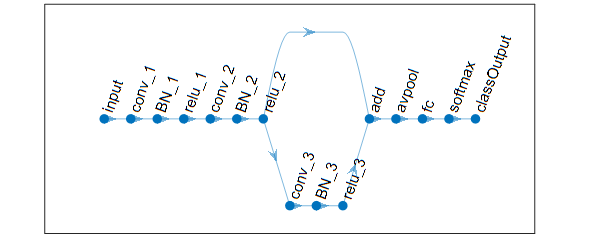 input
conv_1
BN_1
relu_1
conv_2
BN_2
relu_2
conv_3
BN_3
relu_3
add
avpool
fc
softmax
classOutput